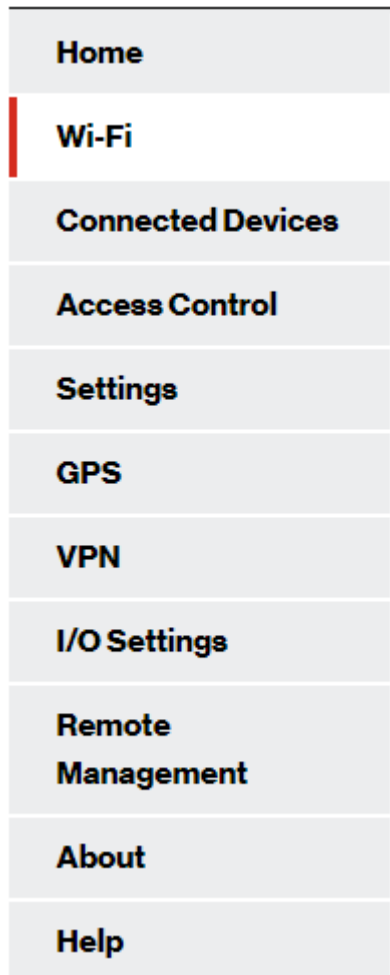 Home
Wi-Fi
Connected Devices
Access Control
Settings
GPS
VPN
I/O Settings
Remote
Management
About
Help